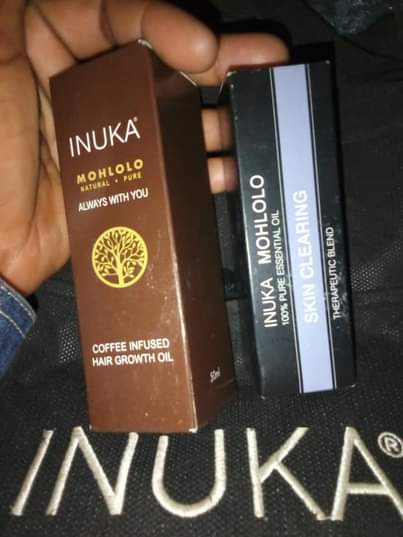 INUKA®
MOHLOLO
NATURAL • PURE
ALWAYS WITH YOU
COFFEE INFUSED
HAIR GROWTH OIL
50ml
INUKA MOHLOLO
100% PURE ESSENTIAL OIL
SKIN CLEARING
THERAPEUTIC BLEND
INUKA®